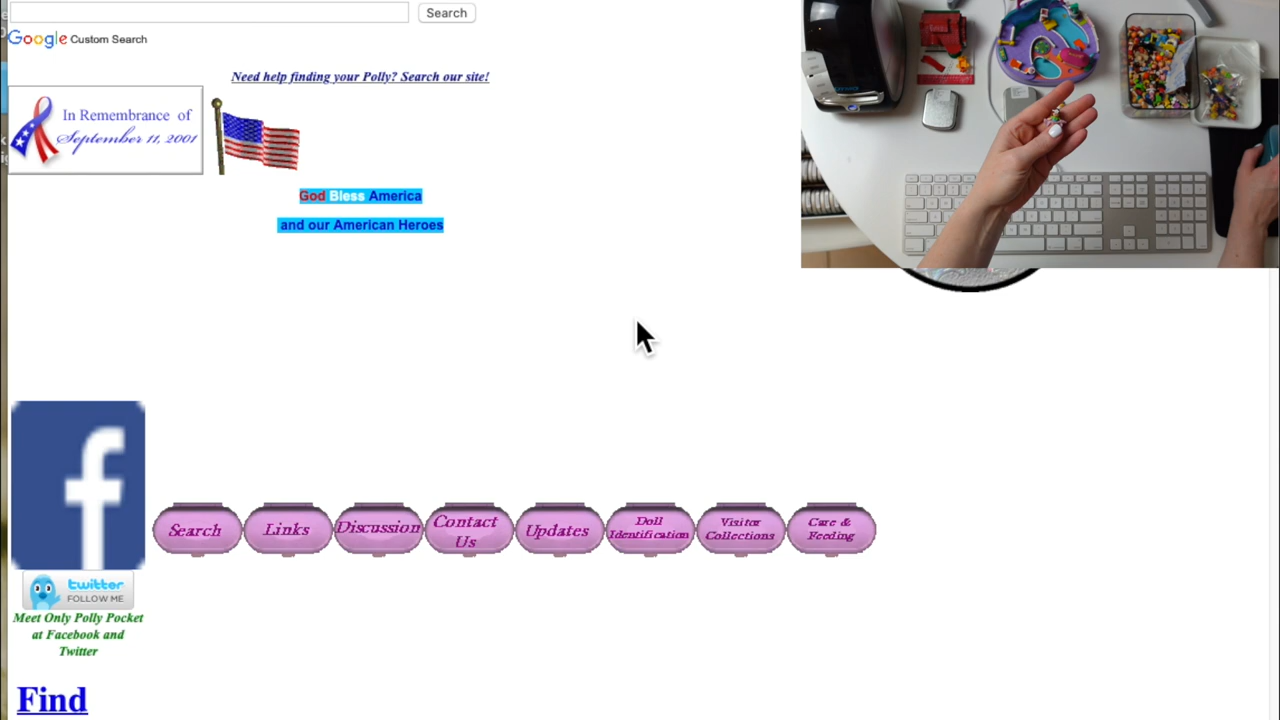 Search
Google Custom Search
Need help finding your Polly? Search our site!
In Remembrance of
September 11, 2001
God Bless America
and our American Heroes
f
Search
Links
Discussion
Contact
Us
Updates
Doll
Identification
Visitor
Collections
Care &
Feeding
twitter
FOLLOW ME
Meet Only Polly Pocket
at Facebook and
Twitter
Find